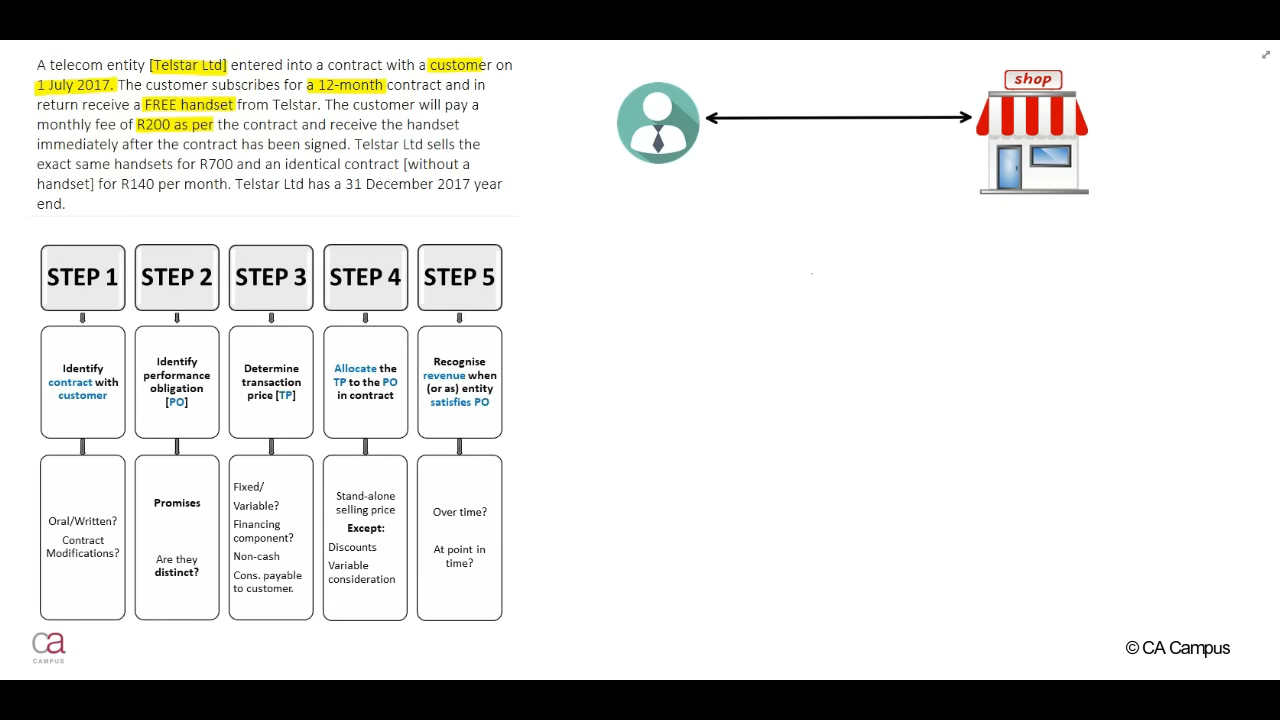 A telecom entity [Telstar Ltd] entered into a contract with a customer on
1 July 2017. The customer subscribes for a 12-month contract and in
return receive a FREE handset from Telstar. The customer will pay a
monthly fee of R200 as per the contract and receive the handset
immediately after the contract has been signed. Telstar Ltd sells the
exact same handsets for R700 and an identical contract [without a
handset] for R140 per month. Telstar Ltd has a 31 December 2017 year
end.
shop
STEP 1
STEP 2
STEP 3
STEP 4
STEP 5
Identify
contract with
customer
Identify
performance
obligation
[PO]
Determine
transaction
price [TP]
Allocate the
TP to the PO
in contract
Recognise
revenue when
(or as) entity
satisfies PO
Oral/Written?
Contract
Modifications?
Promises
Are they
distinct?
Fixed/
Variable?
Financing
component?
Non-cash
Cons. payable
to customer.
Stand-alone
selling price
Except:
Discounts
Variable
consideration
Over time?
At point in
time?
ca
CAMPUS
© CA Campus